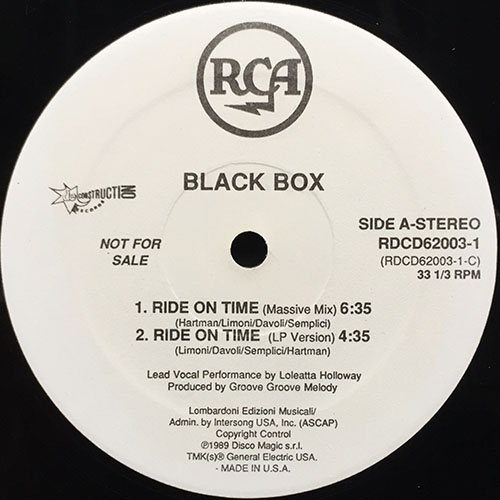 RCA
BLACK BOX
deconstruction
Records
NOT FOR
SALE
SIDE A-STEREO
RDCD62003-1
(RDCD62003-1-C)
33 1/3 RPM
1. RIDE ON TIME (Massive Mix) 6:35
(Hartman/Limoni/Davoli/Semplici)
2. RIDE ON TIME (LP Version) 4:35
(Limoni/Davoli/Semplici/Hartman)
Lead Vocal Performance by Loleatta Holloway
Produced by Groove Groove Melody
Lombardoni Edizioni Musicali/
Admin. by Intersong USA, Inc. (ASCAP)
Copyright Control
℗1989 Disco Magic s.r.l.
TMK(s)® General Electric USA.
- MADE IN U.S.A.